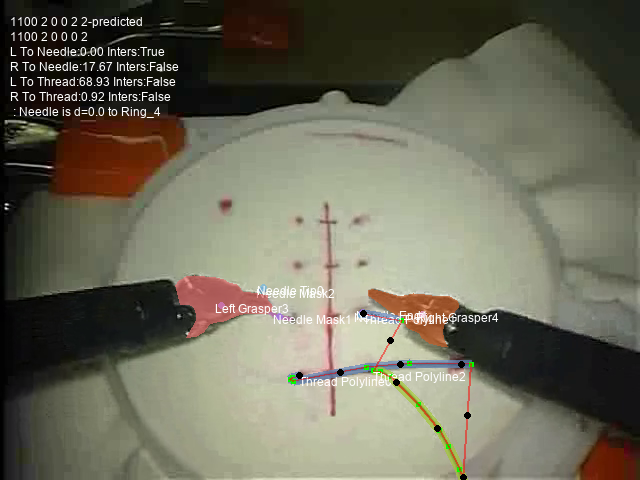 1100 2 0 0 2 2-predicted
1100 2 0 0 0 2
L To Needle:0.00 Inters:True
R To Needle:17.67 Inters:False
L To Thread:68.93 Inters:False
R To Thread:0.92 Inters:False
: Needle is d=0.0 to Ring_4
Needle Tip0
Needle Mask2
Left Grasper3
Needle Mask1
Thread Polyline1
Right Grasper4
Thread Polyline0
Thread Polyline2